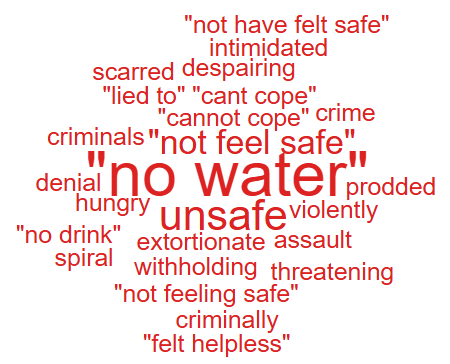 "not have felt safe"
intimidated
scarred despairing
"lied to" "cant cope"
"cannot cope" crime
criminals "not feel safe"
"no water"
denial prodded
hungry unsafe violently
"no drink" extortionate assault
spiral withholding threatening
"not feeling safe"
criminally
"felt helpless"